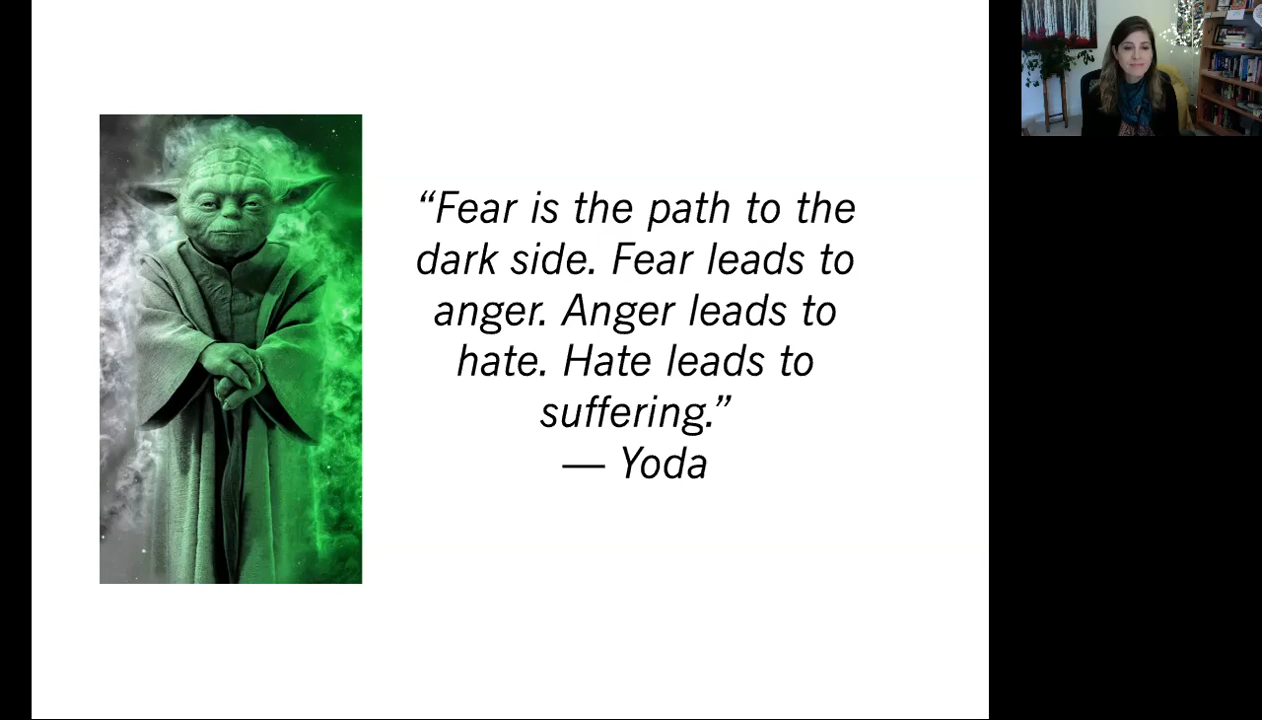 “Fear is the path to the
dark side. Fear leads to
anger. Anger leads to
hate. Hate leads to
suffering.”
— Yoda